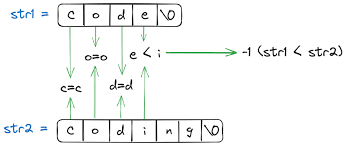 str1 = c o d e \0
o=o e < i -1 (str1 < str2)
c=c d=d
str2 = c o d i n g \0